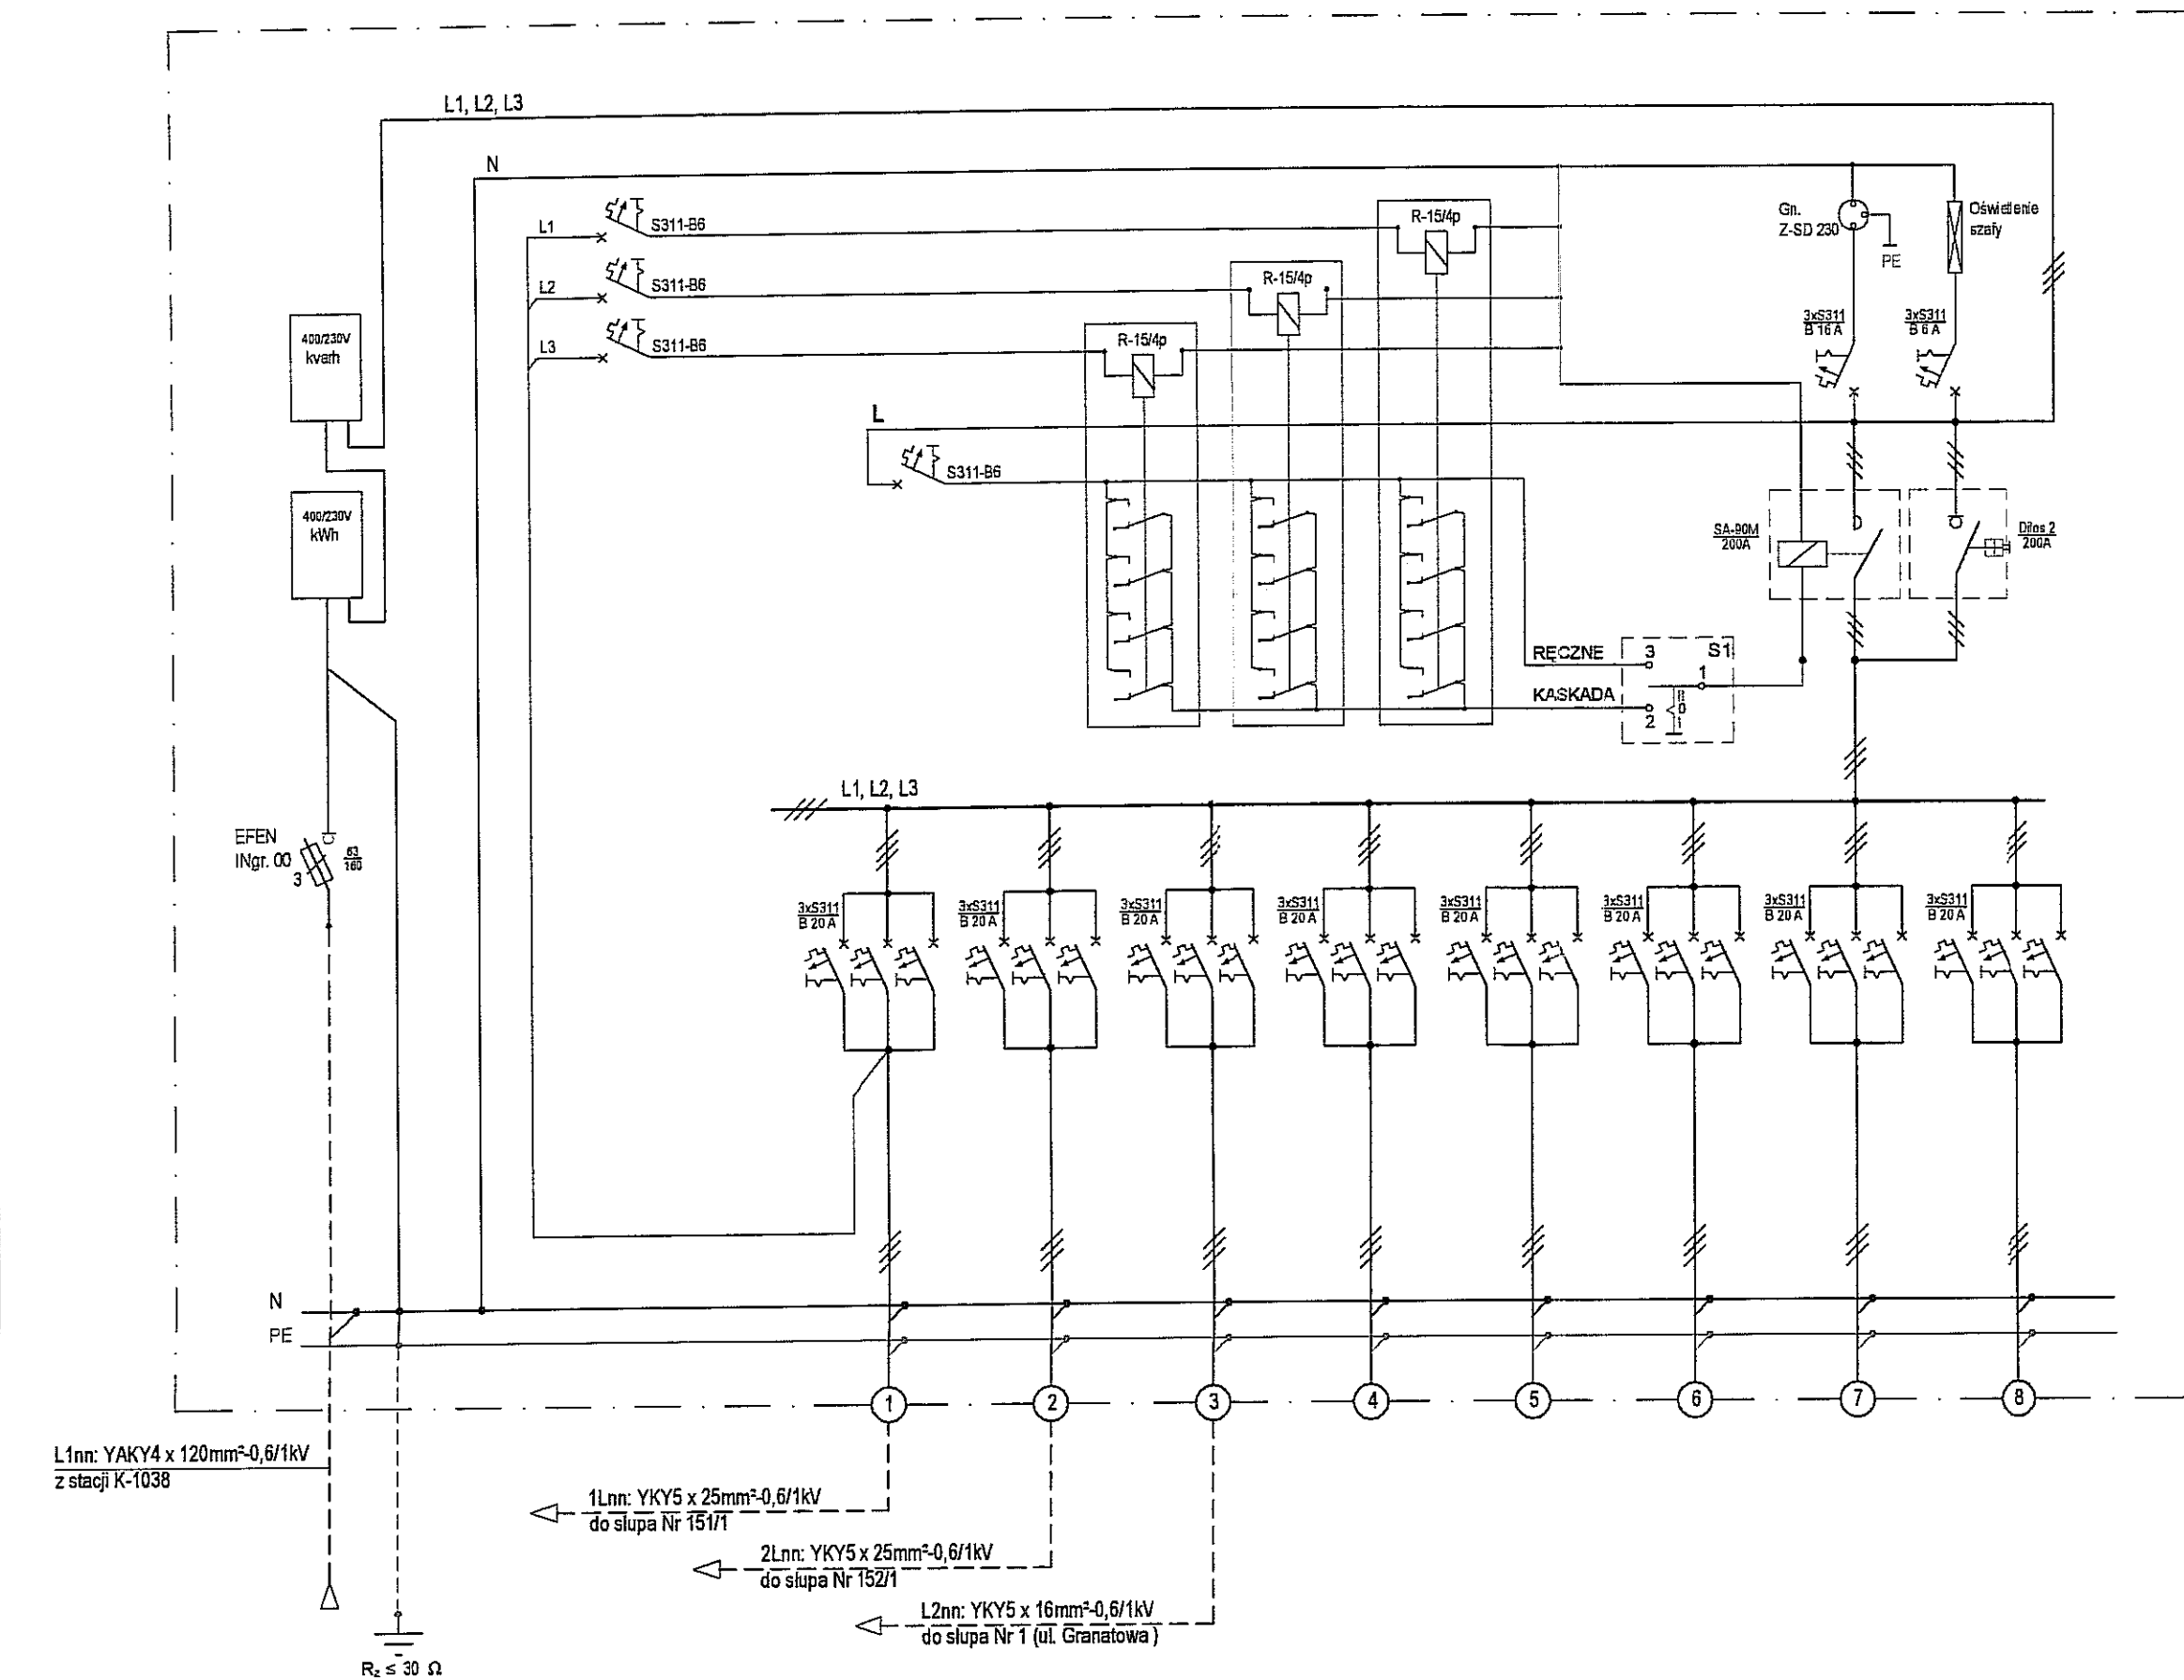 L1, L2, L3
N
L1
S311-B6
L2
S311-B6
L3
S311-B6
R-15/4p
R-15/4p
R-15/4p
Gn.
Z-SD 230
PE
Oświetlenie
szafy
3xS311
B 16 A
3xS311
B 6 A
400/230V
kvarh
400/230V
kWh
L
S311-B6
SA-90M
200A
Dilos 2
200A
RĘCZNE
3
S1
1
KASKADA
2
II
0
I
L1, L2, L3
EFEN
INgr. 00
3
63
160
3xS311
B 20 A
3xS311
B 20 A
3xS311
B 20 A
3xS311
B 20 A
3xS311
B 20 A
3xS311
B 20 A
3xS311
B 20 A
3xS311
B 20 A
N
PE
1
2
3
4
5
6
7
8
L1nn: YAKY4 x 120mm²-0,6/1kV
z stacji K-1038
1Lnn: YKY5 x 25mm²-0,6/1kV
do słupa Nr 151/1
2Lnn: YKY5 x 25mm²-0,6/1kV
do słupa Nr 152/1
L2nn: YKY5 x 16mm²-0,6/1kV
do słupa Nr 1 (ul. Granatowa )
Rz ≤ 30 Ω